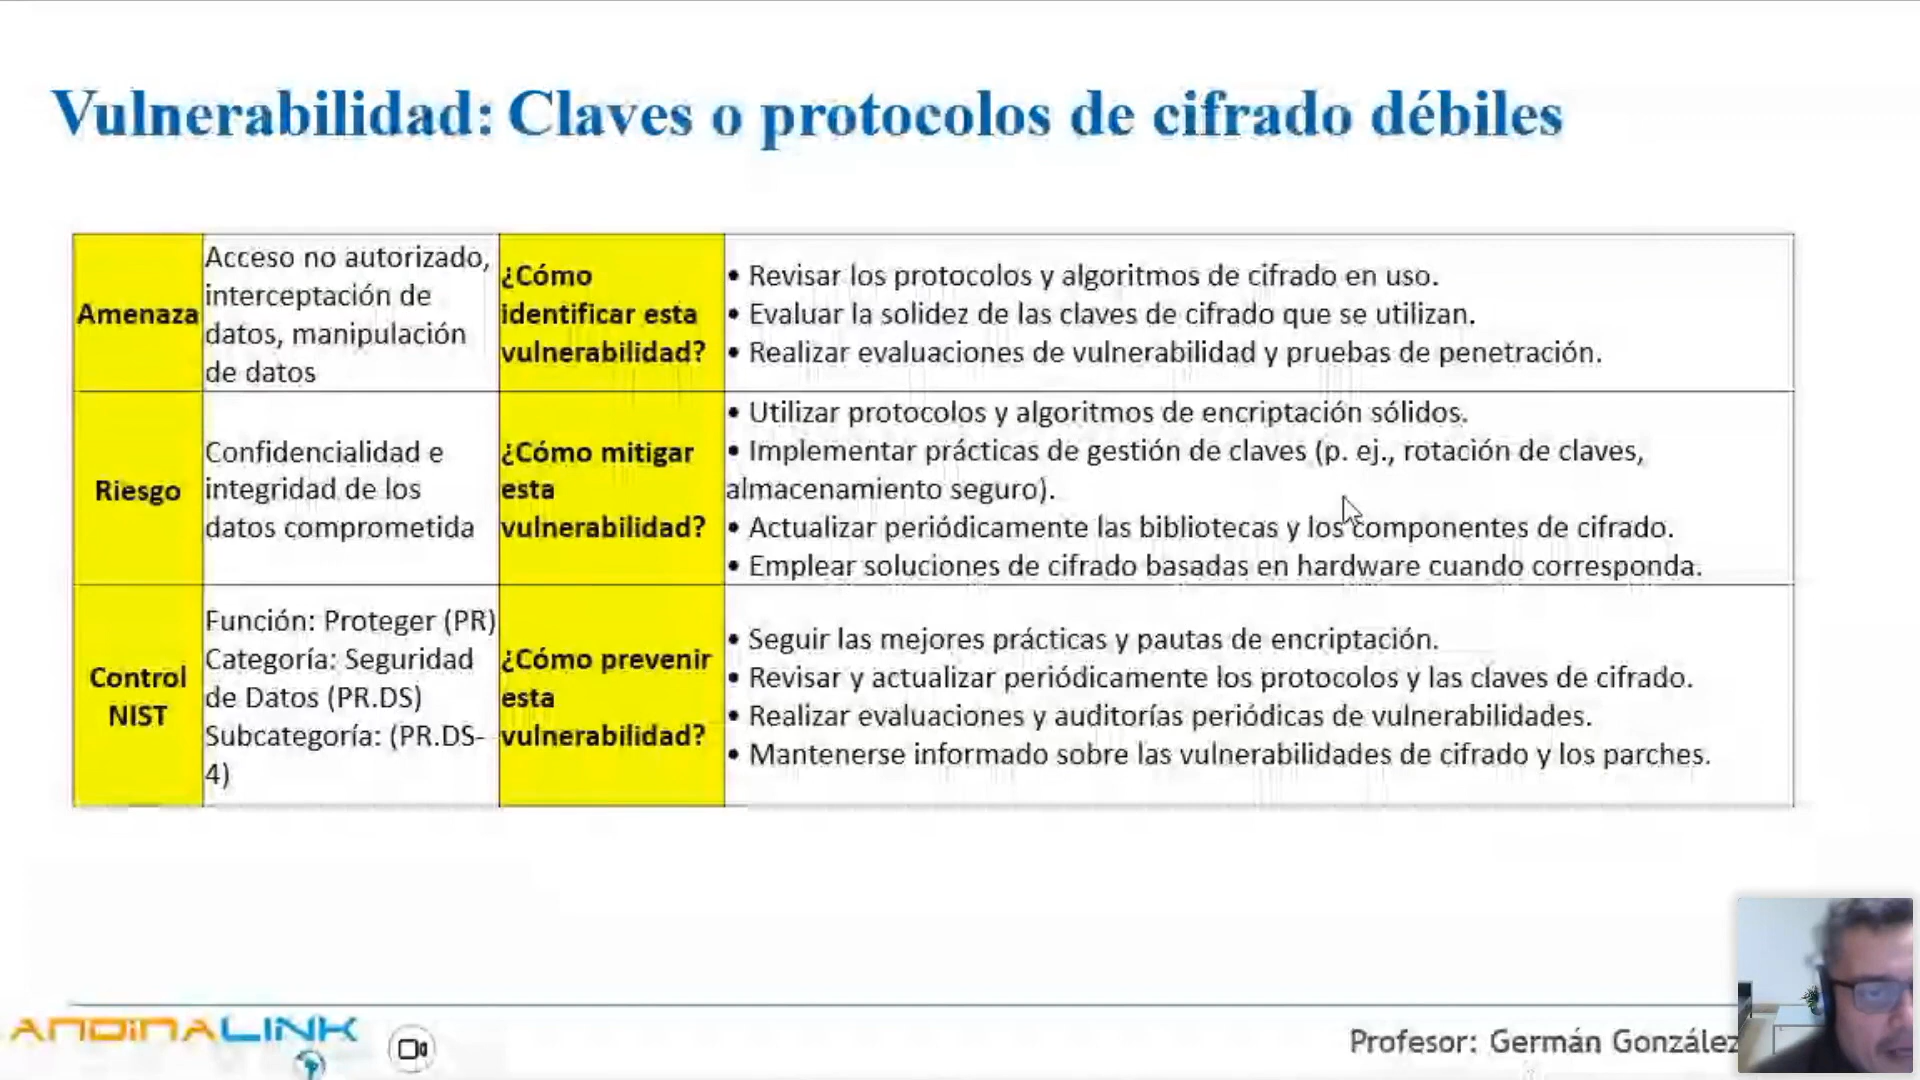 Vulnerabilidad: Claves o protocolos de cifrado débiles
Amenaza
Acceso no autorizado,
interceptación de
datos, manipulación
de datos
¿Cómo
identificar esta
vulnerabilidad?
• Revisar los protocolos y algoritmos de cifrado en uso.
• Evaluar la solidez de las claves de cifrado que se utilizan.
• Realizar evaluaciones de vulnerabilidad y pruebas de penetración.
Riesgo
Confidencialidad e
integridad de los
datos comprometida
¿Cómo mitigar
esta
vulnerabilidad?
• Utilizar protocolos y algoritmos de encriptación sólidos.
• Implementar prácticas de gestión de claves (p. ej., rotación de claves,
almacenamiento seguro).
• Actualizar periódicamente las bibliotecas y los componentes de cifrado.
• Emplear soluciones de cifrado basadas en hardware cuando corresponda.
Control
NIST
Función: Proteger (PR)
Categoría: Seguridad
de Datos (PR.DS)
Subcategoría: (PR.DS-
4)
¿Cómo prevenir
esta
vulnerabilidad?
• Seguir las mejores prácticas y pautas de encriptación.
• Revisar y actualizar periódicamente los protocolos y las claves de cifrado.
• Realizar evaluaciones y auditorías periódicas de vulnerabilidades.
• Mantenerse informado sobre las vulnerabilidades de cifrado y los parches.
ANDINALINK
Profesor: Germán González